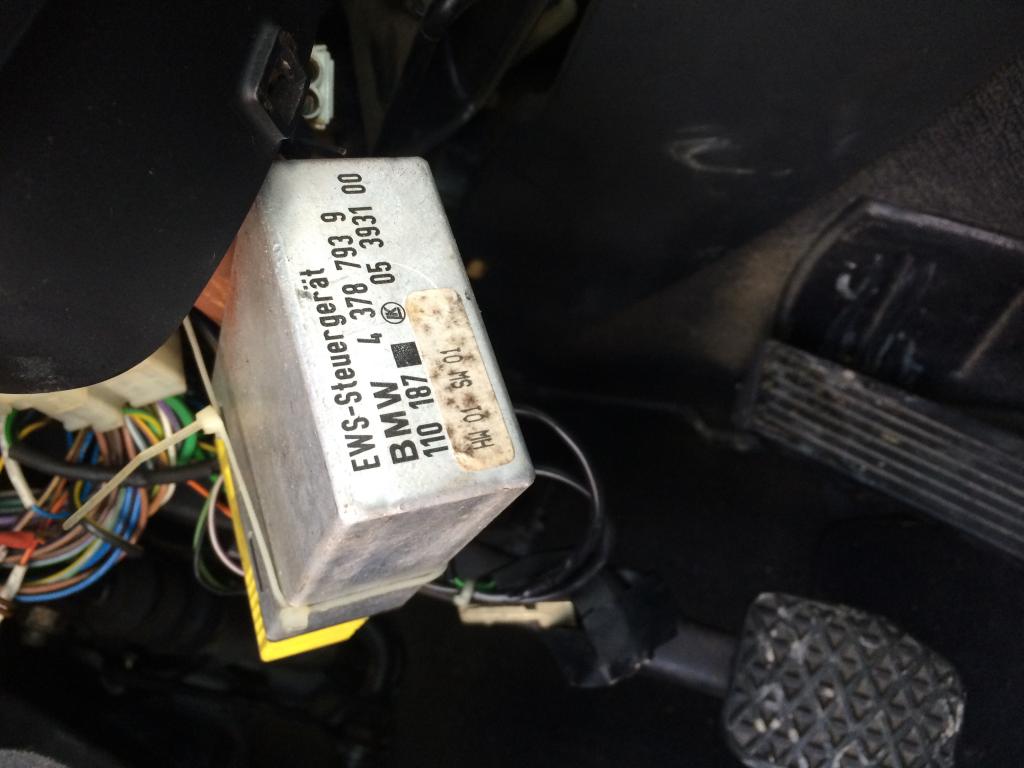 EWS-Steuergerät
4 378 793 9
BMW
05 3931 00
110 187
HW 01 SW 01